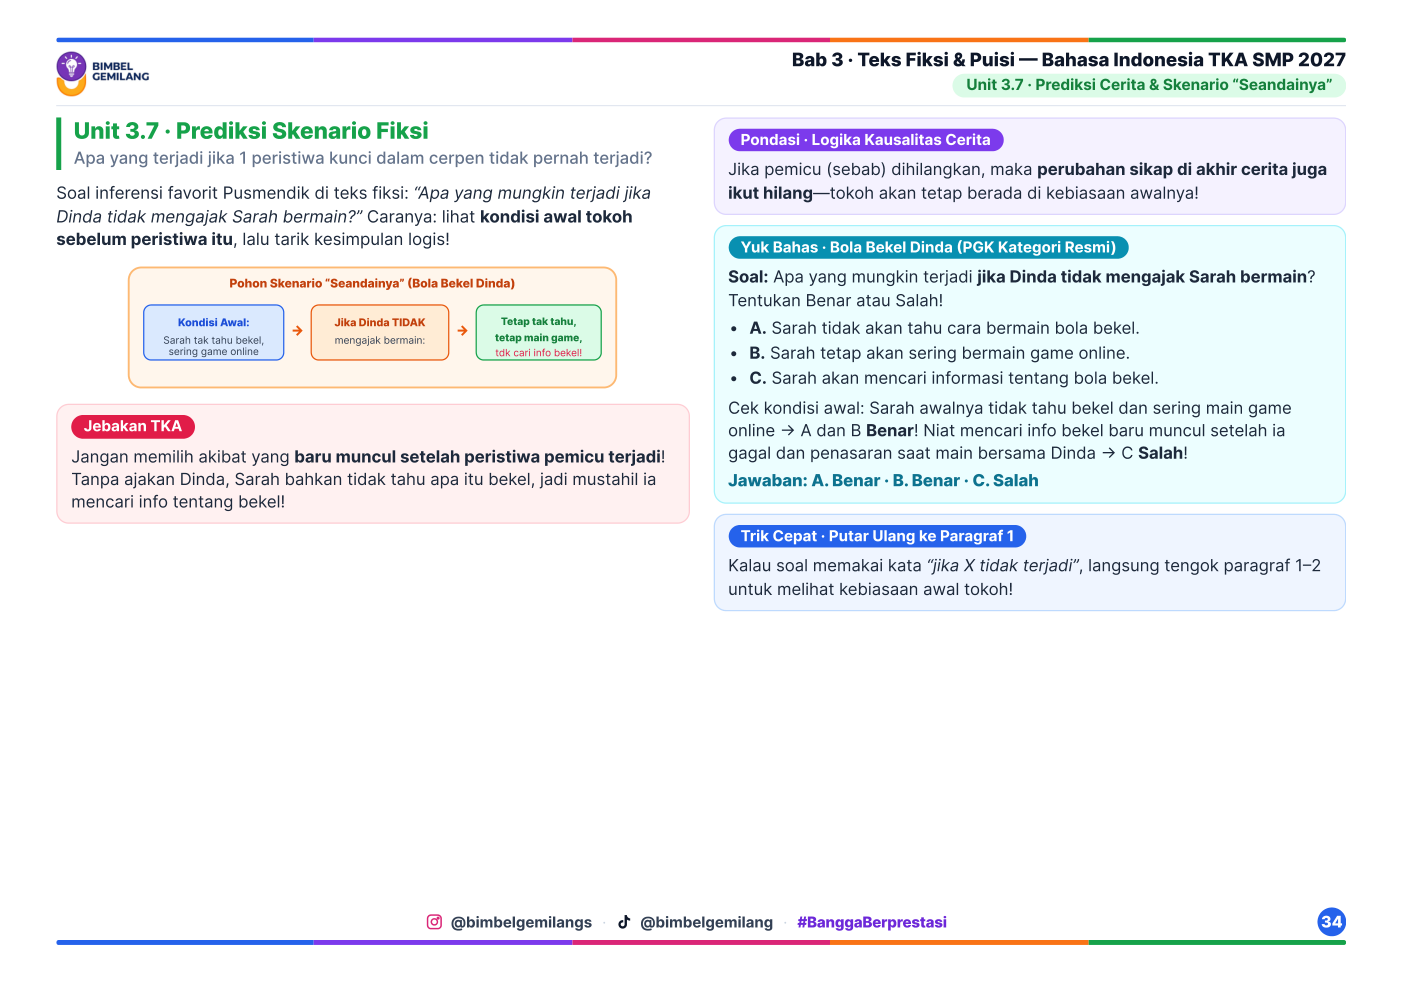 BIMBEL
GEMILANG
Bab 3 · Teks Fiksi & Puisi — Bahasa Indonesia TKA SMP 2027
Unit 3.7 · Prediksi Cerita & Skenario “Seandainya”
Unit 3.7 · Prediksi Skenario Fiksi
Apa yang terjadi jika 1 peristiwa kunci dalam cerpen tidak pernah terjadi?
Soal inferensi favorit Pusmendik di teks fiksi: “Apa yang mungkin terjadi jika
Dinda tidak mengajak Sarah bermain?” Caranya: lihat kondisi awal tokoh
sebelum peristiwa itu, lalu tarik kesimpulan logis!
Pohon Skenario “Seandainya” (Bola Bekel Dinda)
Kondisi Awal:
Sarah tak tahu bekel,
sering game online
→
Jika Dinda TIDAK
mengajak bermain:
→
Tetap tak tahu,
tetap main game,
tdk cari info bekel!
Jebakan TKA
Jangan memilih akibat yang baru muncul setelah peristiwa pemicu terjadi!
Tanpa ajakan Dinda, Sarah bahkan tidak tahu apa itu bekel, jadi mustahil ia
mencari info tentang bekel!
Pondasi · Logika Kausalitas Cerita
Jika pemicu (sebab) dihilangkan, maka perubahan sikap di akhir cerita juga
ikut hilang—tokoh akan tetap berada di kebiasaan awalnya!
Yuk Bahas · Bola Bekel Dinda (PGK Kategori Resmi)
Soal: Apa yang mungkin terjadi jika Dinda tidak mengajak Sarah bermain?
Tentukan Benar atau Salah!
• A. Sarah tidak akan tahu cara bermain bola bekel.
• B. Sarah tetap akan sering bermain game online.
• C. Sarah akan mencari informasi tentang bola bekel.
Cek kondisi awal: Sarah awalnya tidak tahu bekel dan sering main game
online → A dan B Benar! Niat mencari info bekel baru muncul setelah ia
gagal dan penasaran saat main bersama Dinda → C Salah!
Jawaban: A. Benar · B. Benar · C. Salah
Trik Cepat · Putar Ulang ke Paragraf 1
Kalau soal memakai kata “jika X tidak terjadi”, langsung tengok paragraf 1–2
untuk melihat kebiasaan awal tokoh!
@bimbelgemilangs · @bimbelgemilang · #BanggaBerprestasi
34